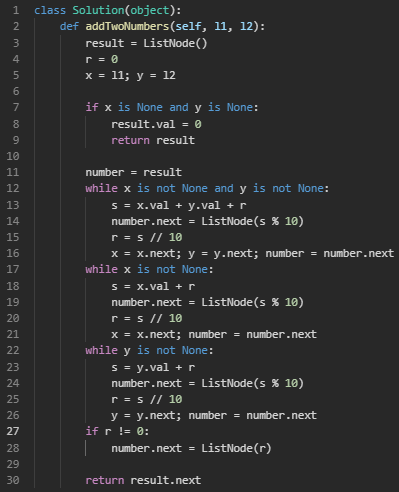 1 class Solution(object):
2     def addTwoNumbers(self, l1, l2):
3         result = ListNode()
4         r = 0
5         x = l1; y = l2
6
7         if x is None and y is None:
8             result.val = 0
9             return result
10
11         number = result
12         while x is not None and y is not None:
13             s = x.val + y.val + r
14             number.next = ListNode(s % 10)
15             r = s // 10
16             x = x.next; y = y.next; number = number.next
17         while x is not None:
18             s = x.val + r
19             number.next = ListNode(s % 10)
20             r = s // 10
21             x = x.next; number = number.next
22         while y is not None:
23             s = y.val + r
24             number.next = ListNode(s % 10)
25             r = s // 10
26             y = y.next; number = number.next
27         if r != 0:
28             number.next = ListNode(r)
29
30         return result.next